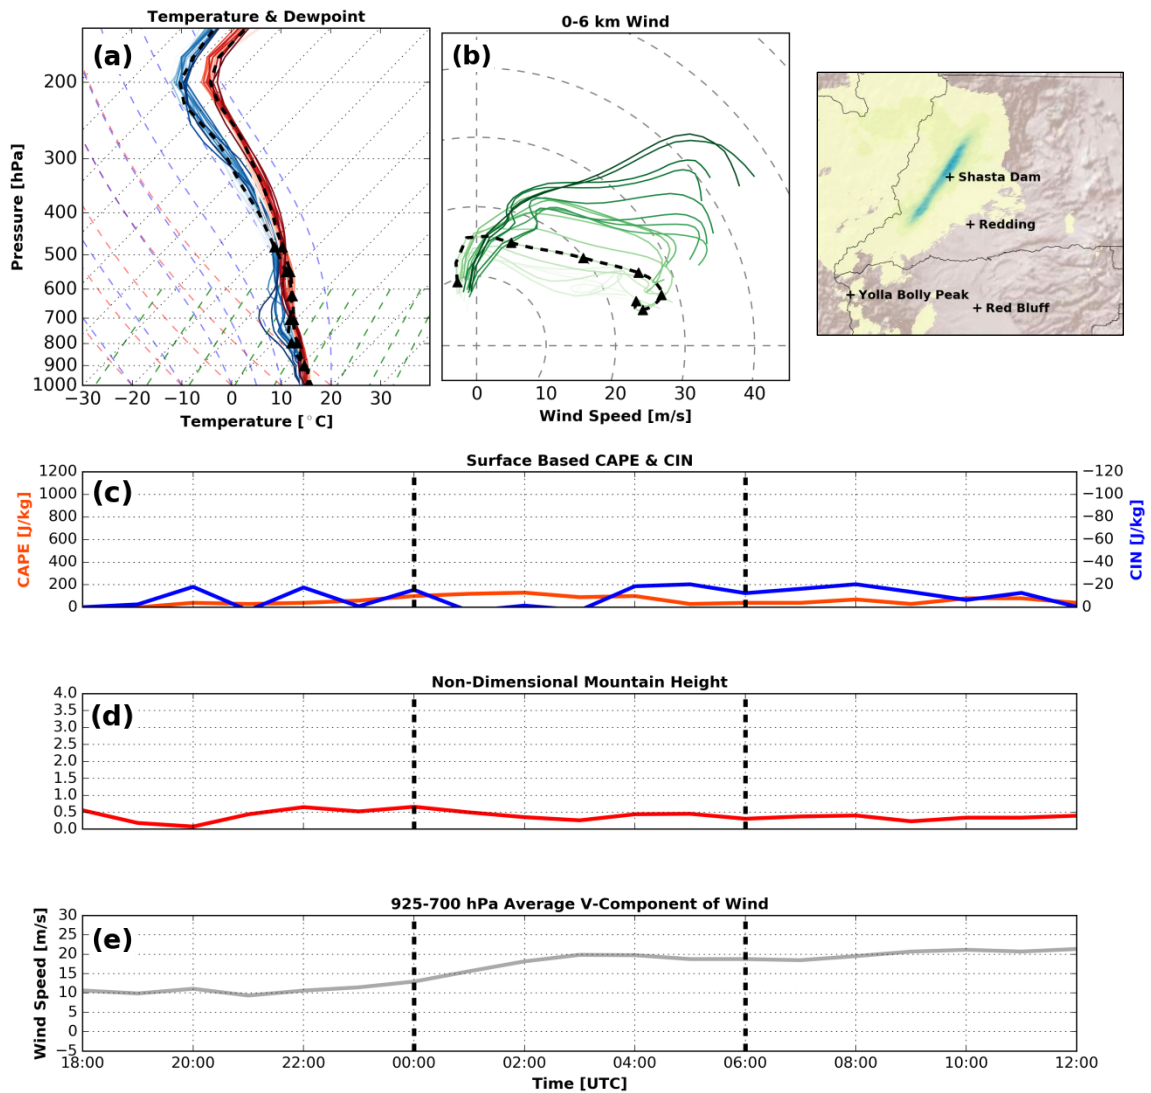 Temperature & Dewpoint
(a)
200
300
400
500
600
700
800
900
1000
Pressure [hPa]
−30 −20 −10 0 10 20 30
Temperature [°C]
0-6 km Wind
(b)
0 10 20 30 40
Wind Speed [m/s]
+ Shasta Dam
+ Redding
+ Yolla Bolly Peak
+ Red Bluff
Surface Based CAPE & CIN
(c)
1200
1000
800
600
400
200
0
CAPE [J/kg]
−120
−100
−80
−60
−40
−20
0
CIN [J/kg]
Non-Dimensional Mountain Height
(d)
4.0
3.5
3.0
2.5
2.0
1.5
1.0
0.5
0.0
925-700 hPa Average V-Component of Wind
(e)
30
25
20
15
10
5
0
−5
Wind Speed [m/s]
18:00 20:00 22:00 00:00 02:00 04:00 06:00 08:00 10:00 12:00
Time [UTC]